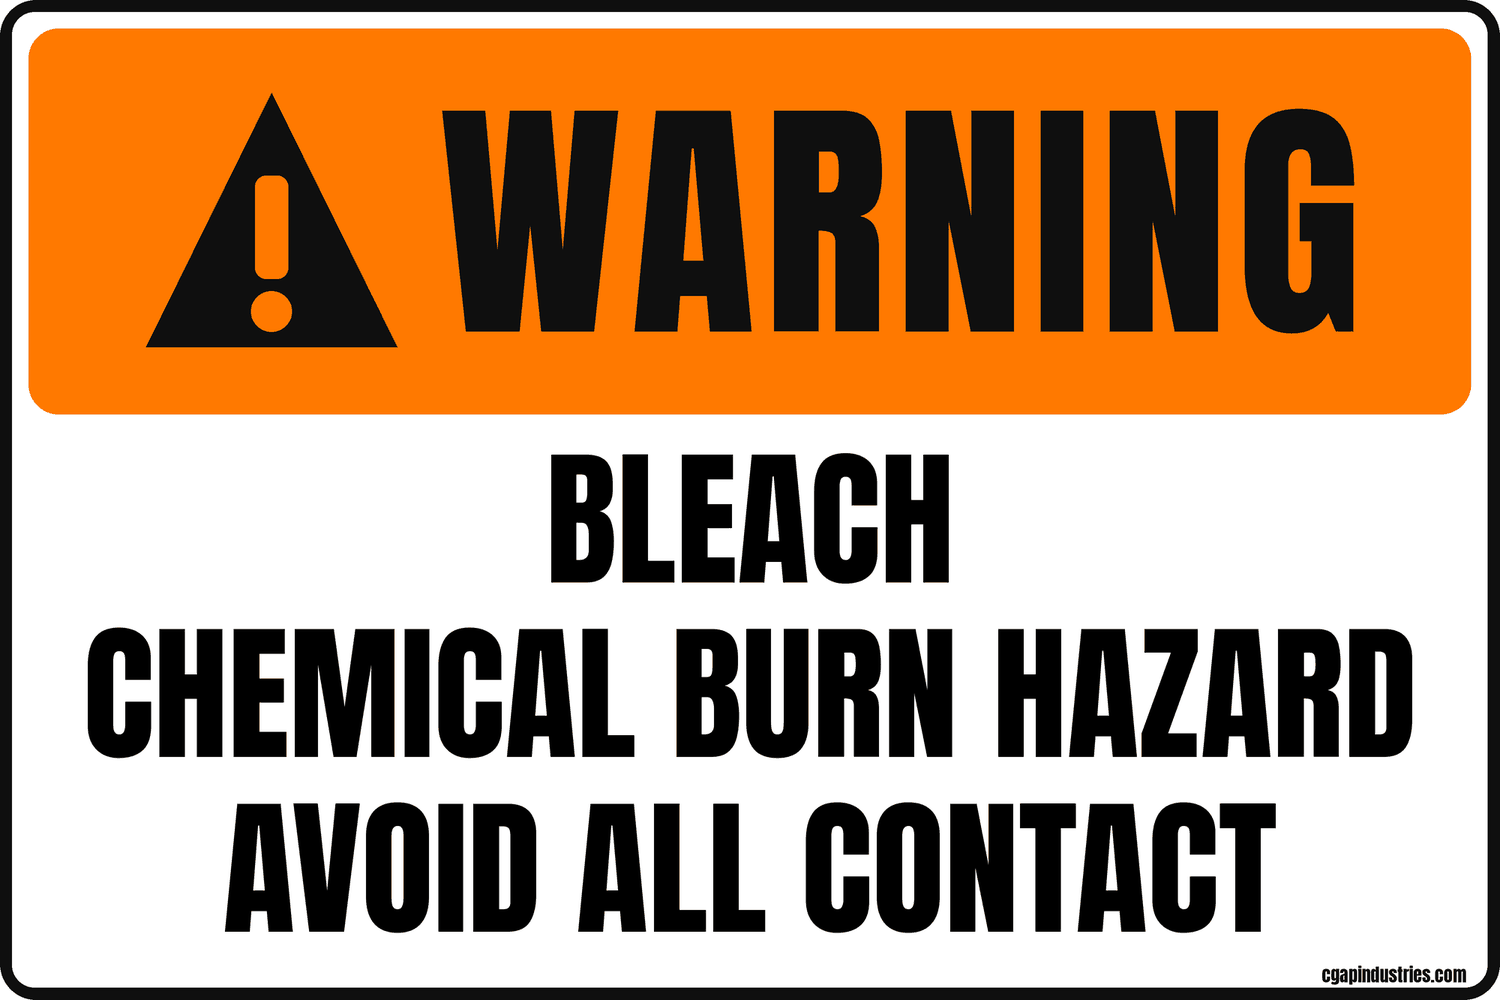 WARNING
BLEACH
CHEMICAL BURN HAZARD
AVOID ALL CONTACT
cgapindustries.com